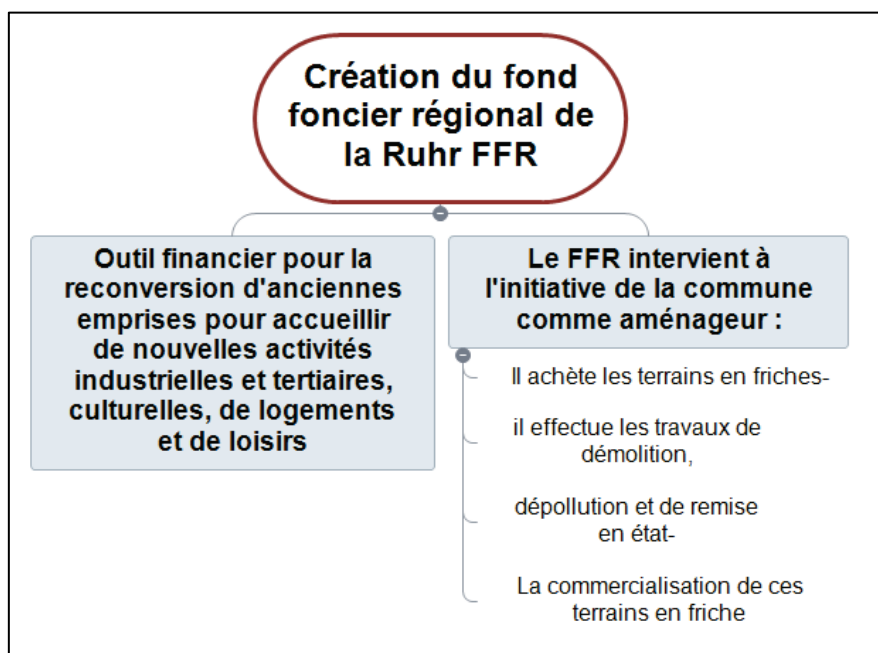 Création du fond
foncier régional de
la Ruhr FFR
Outil financier pour la
reconversion d'anciennes
emprises pour accueillir
de nouvelles activités
industrielles et tertiaires,
culturelles, de logements
et de loisirs
Le FFR intervient à
l'initiative de la commune
comme aménageur :
Il achète les terrains en friches-
il effectue les travaux de
démolition,
dépollution et de remise
en état-
La commercialisation de ces
terrains en friche